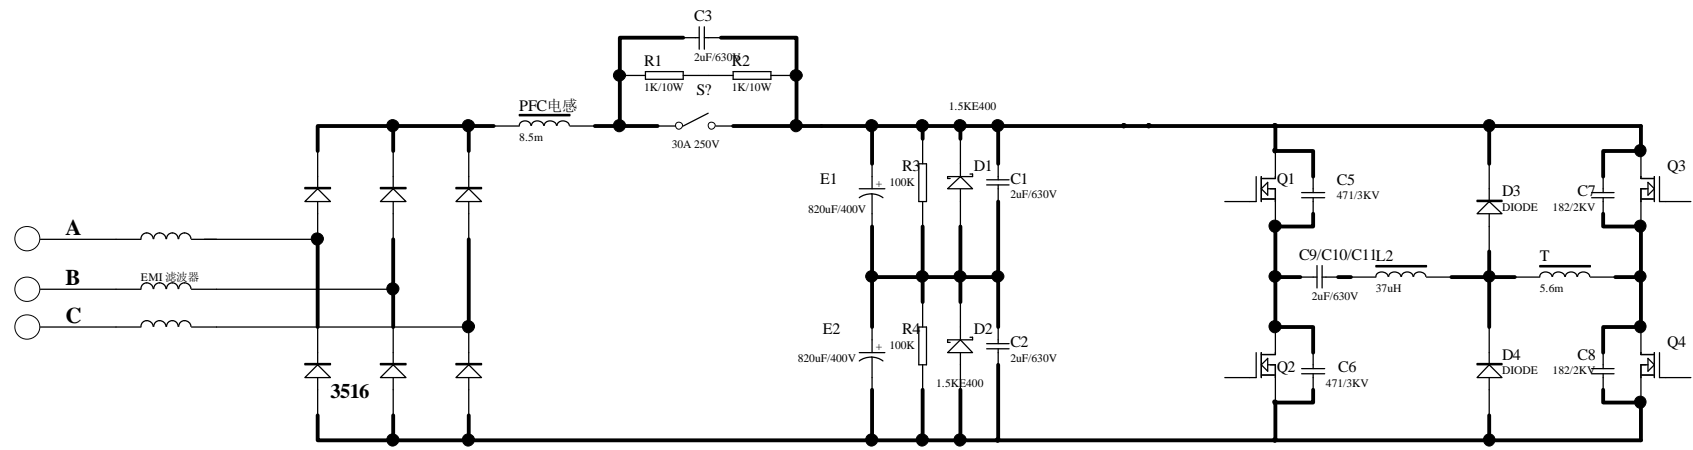 C3
2uF/630V
R1
R2
1K/10W
1K/10W
S?
30A 250V
PFC电感
8.5m
1.5KE400
A
EMI 滤波器
B
C
3516
E1
820uF/400V
R3
100K
D1
C1
2uF/630V
E2
820uF/400V
R4
100K
D2
C2
2uF/630V
1.5KE400
Q1
C5
471/3KV
C9/C10/C11
2uF/630V
L2
37uH
Q2
C6
471/3KV
D3
DIODE
C7
182/2KV
Q3
T
5.6m
D4
DIODE
C8
182/2KV
Q4